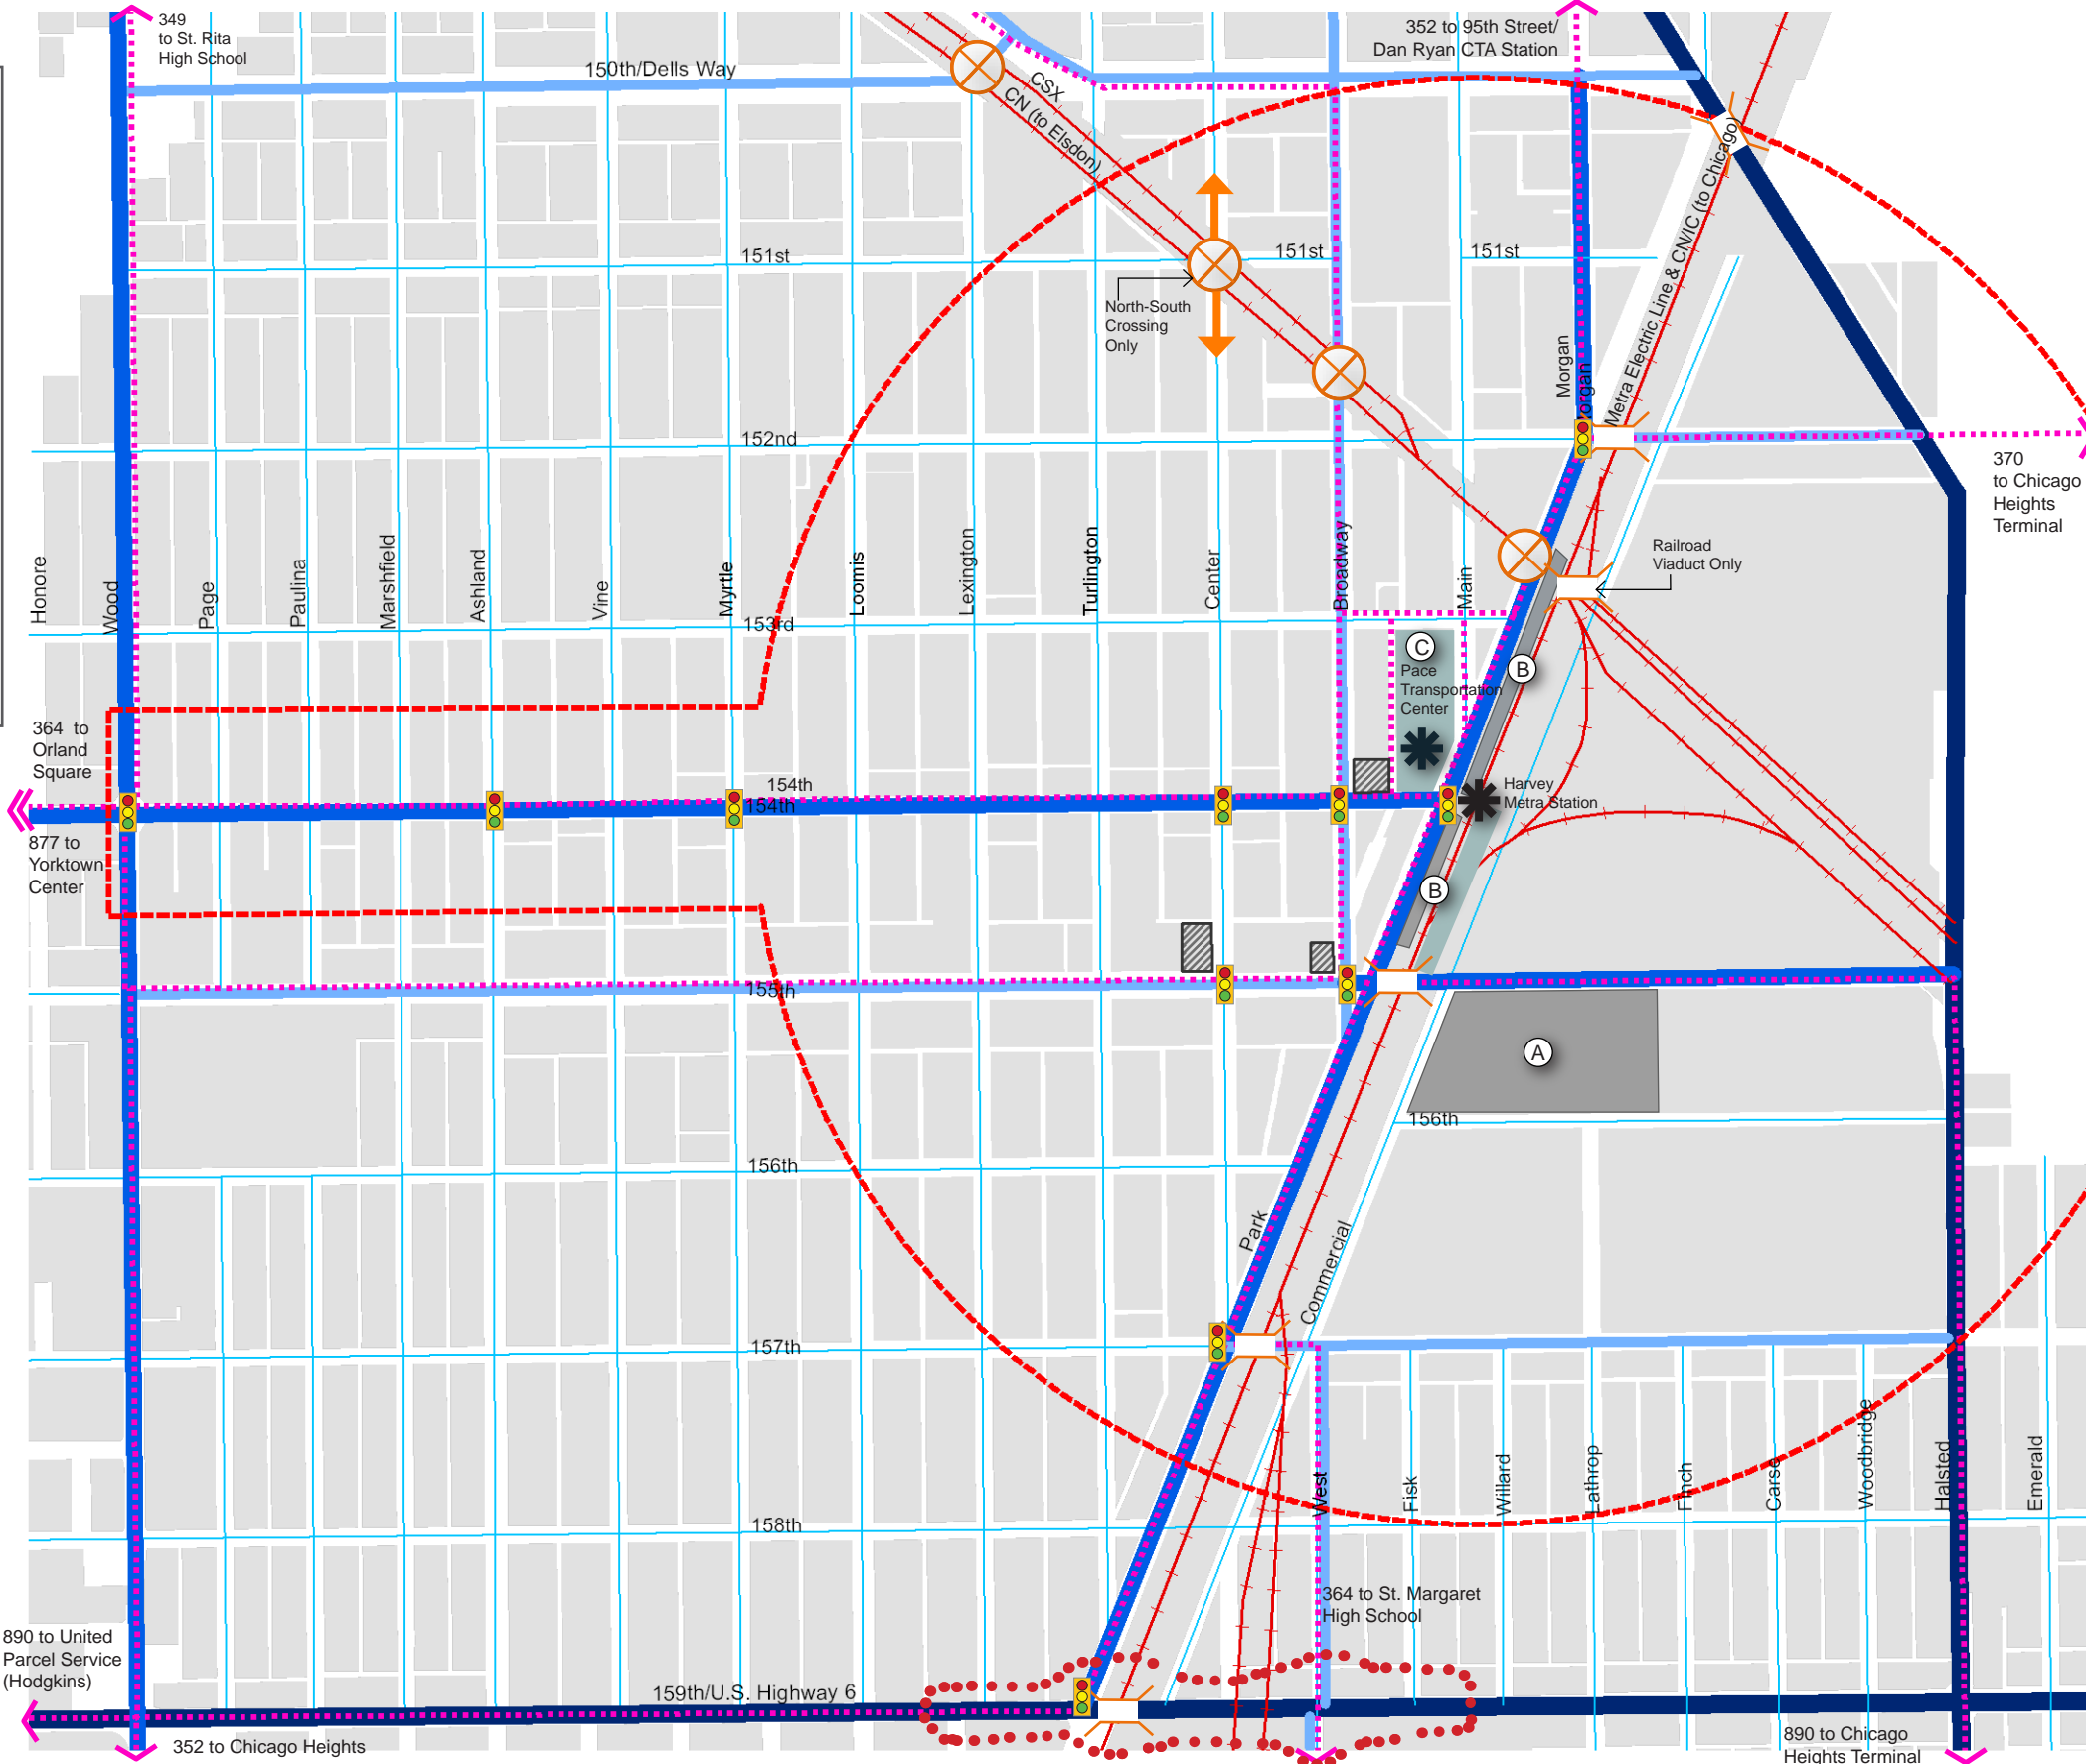 349
to St. Rita
High School
352 to 95th Street/
Dan Ryan CTA Station
150th/Dells Way
CSX
CN (to Elsdon)
Metra Electric Line & CN/IC (to Chicago)
151st
151st
151st
North-South
Crossing
Only
Morgan
organ
152nd
370
to Chicago
Heights
Terminal
Railroad
Viaduct Only
Honore
Wood
Page
Paulina
Marshfield
Ashland
Vine
Myrtle
Loomis
Lexington
Turlington
Center
Broadway
Main
153rd
C
Pace
Transportation
Center
B
364 to
Orland
Square
154th
154th
Harvey
Metra Station
877 to
Yorktown
Center
B
155th
A
156th
156th
Park
Commercial
157th
West
Fisk
Willard
Lathrop
Finch
Carse
Woodbridge
Halsted
Emerald
158th
364 to St. Margaret
High School
890 to United
Parcel Service
(Hodgkins)
159th/U.S. Highway 6
352 to Chicago Heights
890 to Chicago
Heights Terminal